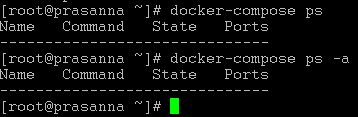 [root@prasanna ~]# docker-compose ps
Name   Command   State   Ports
------------------------------
[root@prasanna ~]# docker-compose ps -a
Name   Command   State   Ports
------------------------------
[root@prasanna ~]#